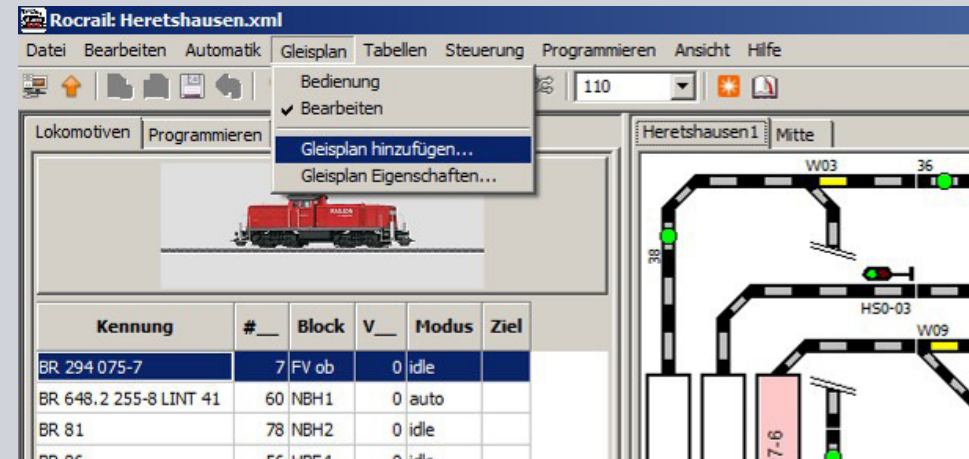 Rocrail: Heretshausen.xml
Datei Bearbeiten Automatik Gleisplan Tabellen Steuerung Programmieren Ansicht Hilfe
110
Bedienung
✓ Bearbeiten
Gleisplan hinzufügen...
Gleisplan Eigenschaften...
Lokomotiven Programmieren
Heretshausen1 Mitte
W03 36
38
HS0-03
W09
7-6
Kennung #__ Block V__ Modus Ziel
BR 294 075-7 7 FV ob 0 idle
BR 648.2 255-8 LINT 41 60 NBH1 0 auto
BR 81 78 NBH2 0 idle